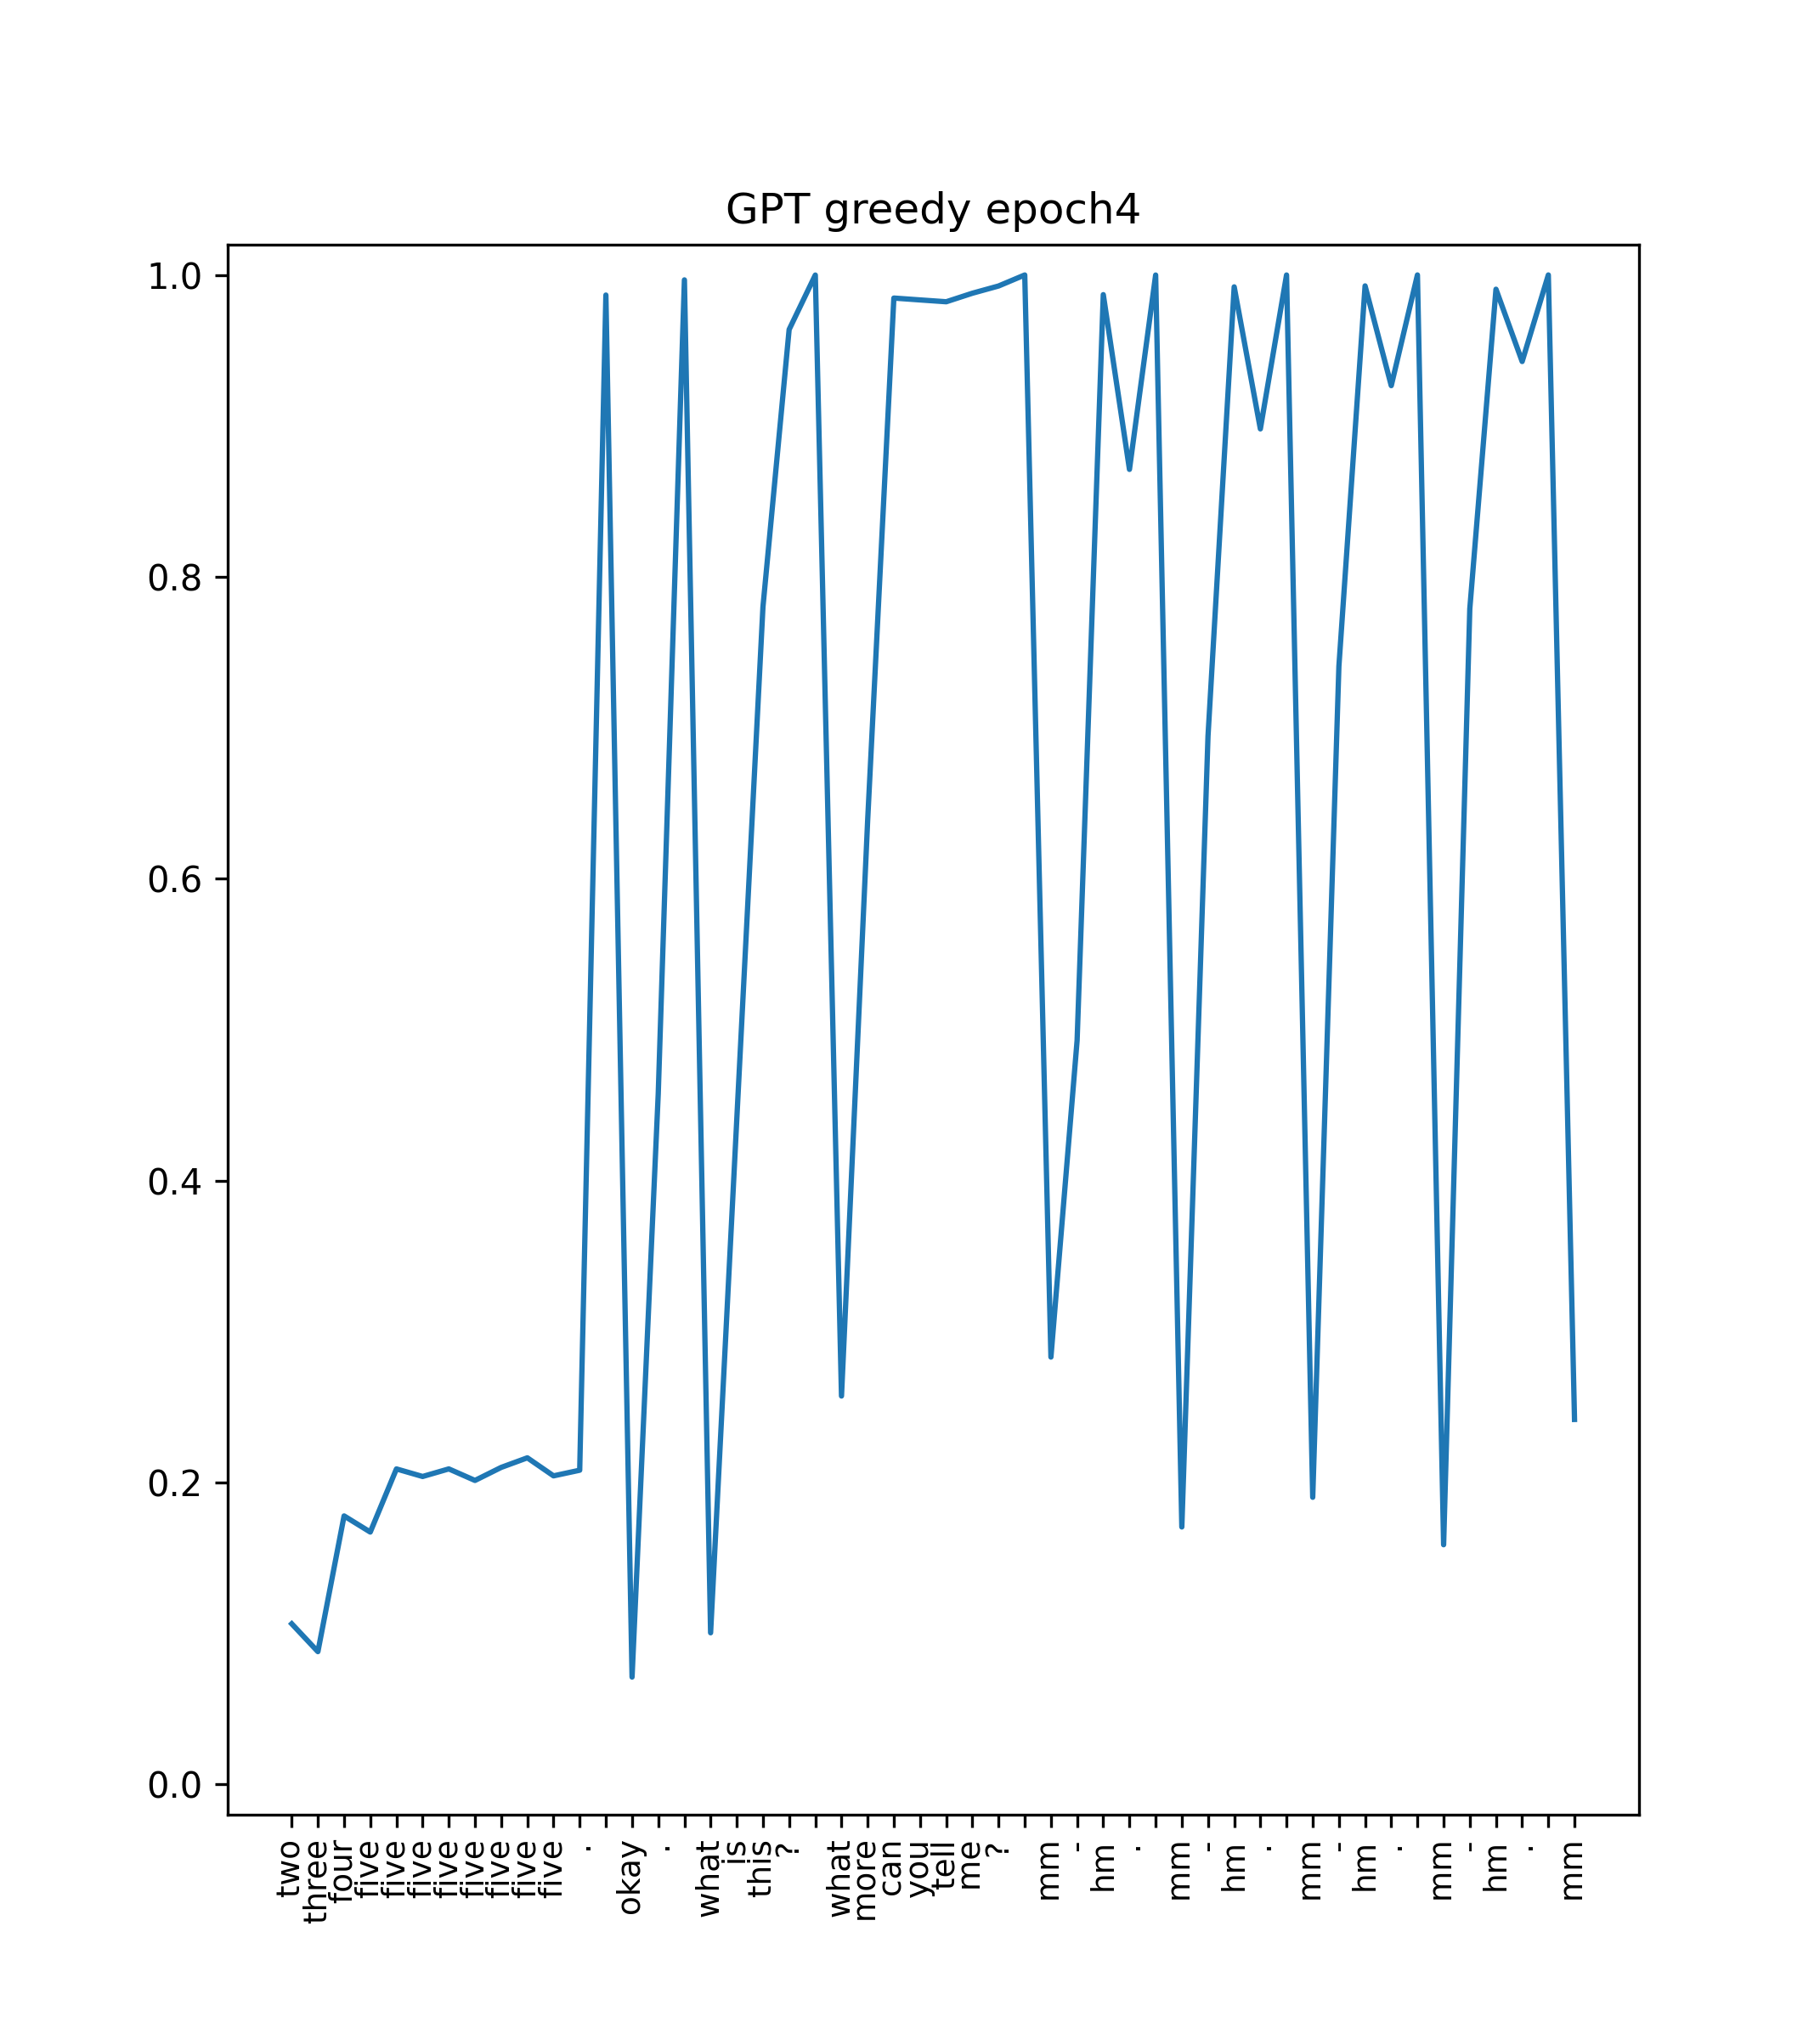 GPT greedy epoch4
1.0
0.8
0.6
0.4
0.2
0.0
two
three
four
five
five
five
five
five
five
five
five
.
okay
.
what
is
this
?
what
more
can
you
tell
me
?
mm
-
hm
.
mm
-
hm
.
mm
-
hm
.
mm
-
hm
.
mm